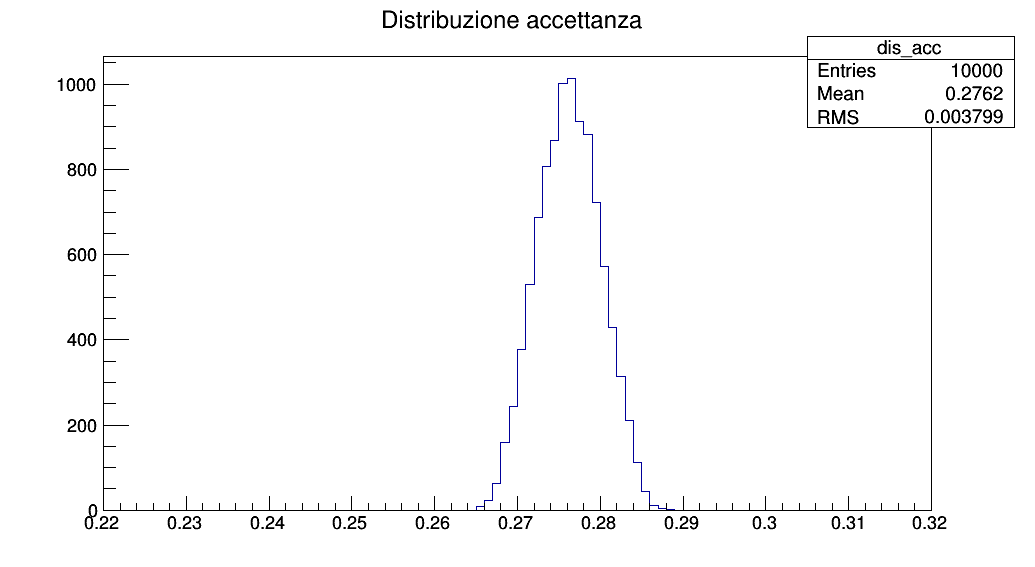 Distribuzione accettanza
dis_acc
Entries 10000
Mean 0.2762
RMS 0.003799
1000
800
600
400
200
0
0.22 0.23 0.24 0.25 0.26 0.27 0.28 0.29 0.3 0.31 0.32